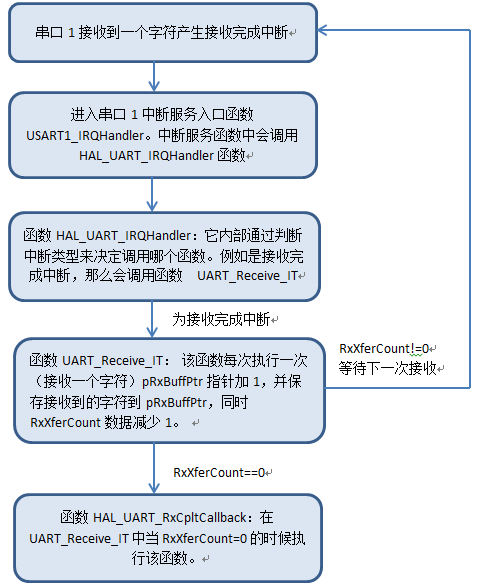 串口 1 接收到一个字符产生接收完成中断
进入串口 1 中断服务入口函数
USART1_IRQHandler。中断服务函数中会调用
HAL_UART_IRQHandler 函数
函数 HAL_UART_IRQHandler：它内部通过判断
中断类型来决定调用哪个函数。例如是接收完
成中断，那么会调用函数 UART_Receive_IT
为接收完成中断
函数 UART_Receive_IT： 该函数每次执行一次
（接收一个字符）pRxBuffPtr 指针加 1，并保
存接收到的字符到 pRxBuffPtr，同时
RxXferCount 数据减少 1。
RxXferCount!=0
等待下一次接收
RxXferCount==0
函数 HAL_UART_RxCpltCallback：在
UART_Receive_IT 中当 RxXferCount=0 的时候执
行该函数。